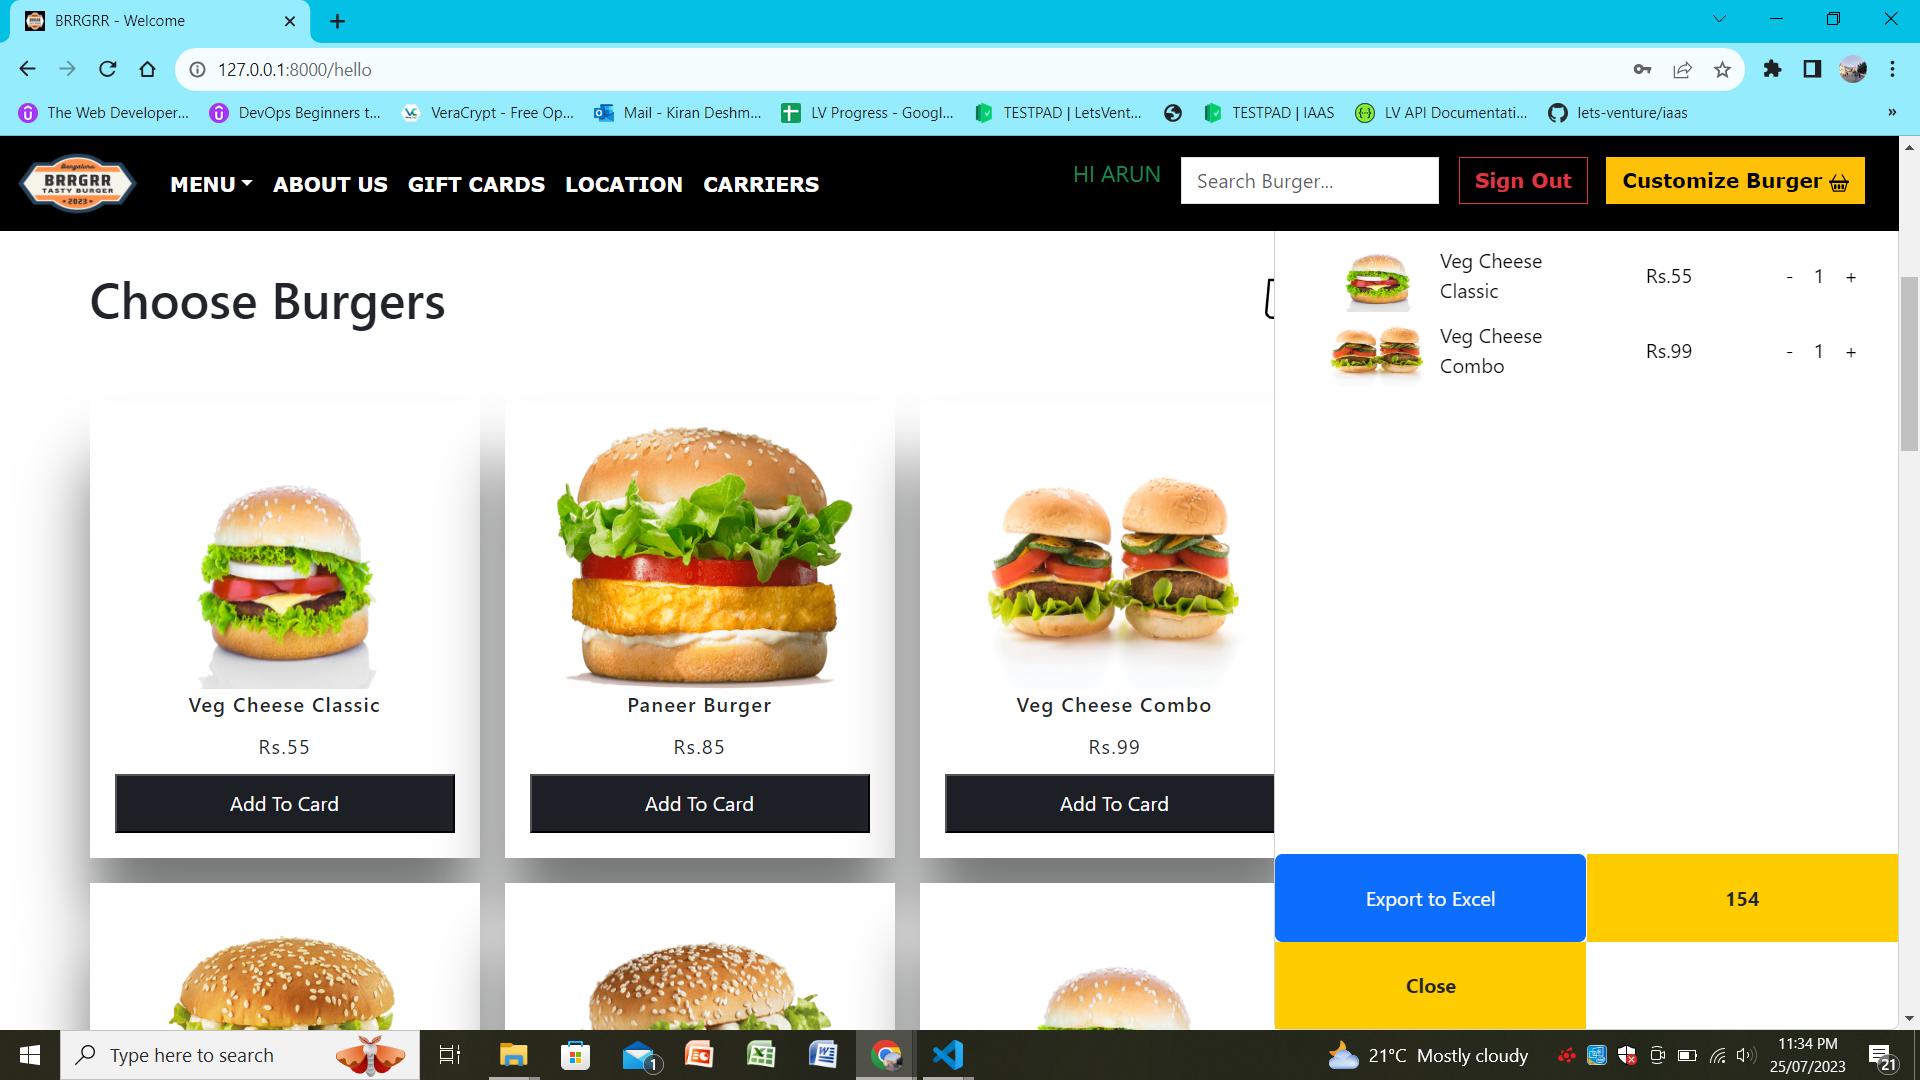 BRRGRR - Welcome
127.0.0.1:8000/hello
The Web Developer...
DevOps Beginners t...
VeraCrypt - Free Op...
Mail - Kiran Deshm...
LV Progress - Googl...
TESTPAD | LetsVent...
TESTPAD | IAAS
LV API Documentati...
lets-venture/iaas
»
Bengaluru
BRRGRR
TASTY BURGER
2023
MENU
ABOUT US
GIFT CARDS
LOCATION
CARRIERS
HI ARUN
Search Burger...
Sign Out
Customize Burger
Choose Burgers
Veg Cheese
Classic
Rs.55
- 1 +
Veg Cheese
Combo
Rs.99
- 1 +
Veg Cheese Classic
Rs.55
Add To Card
Paneer Burger
Rs.85
Add To Card
Veg Cheese Combo
Rs.99
Add To Card
Export to Excel
154
Close
Type here to search
1
21°C Mostly cloudy
11:34 PM
25/07/2023
21